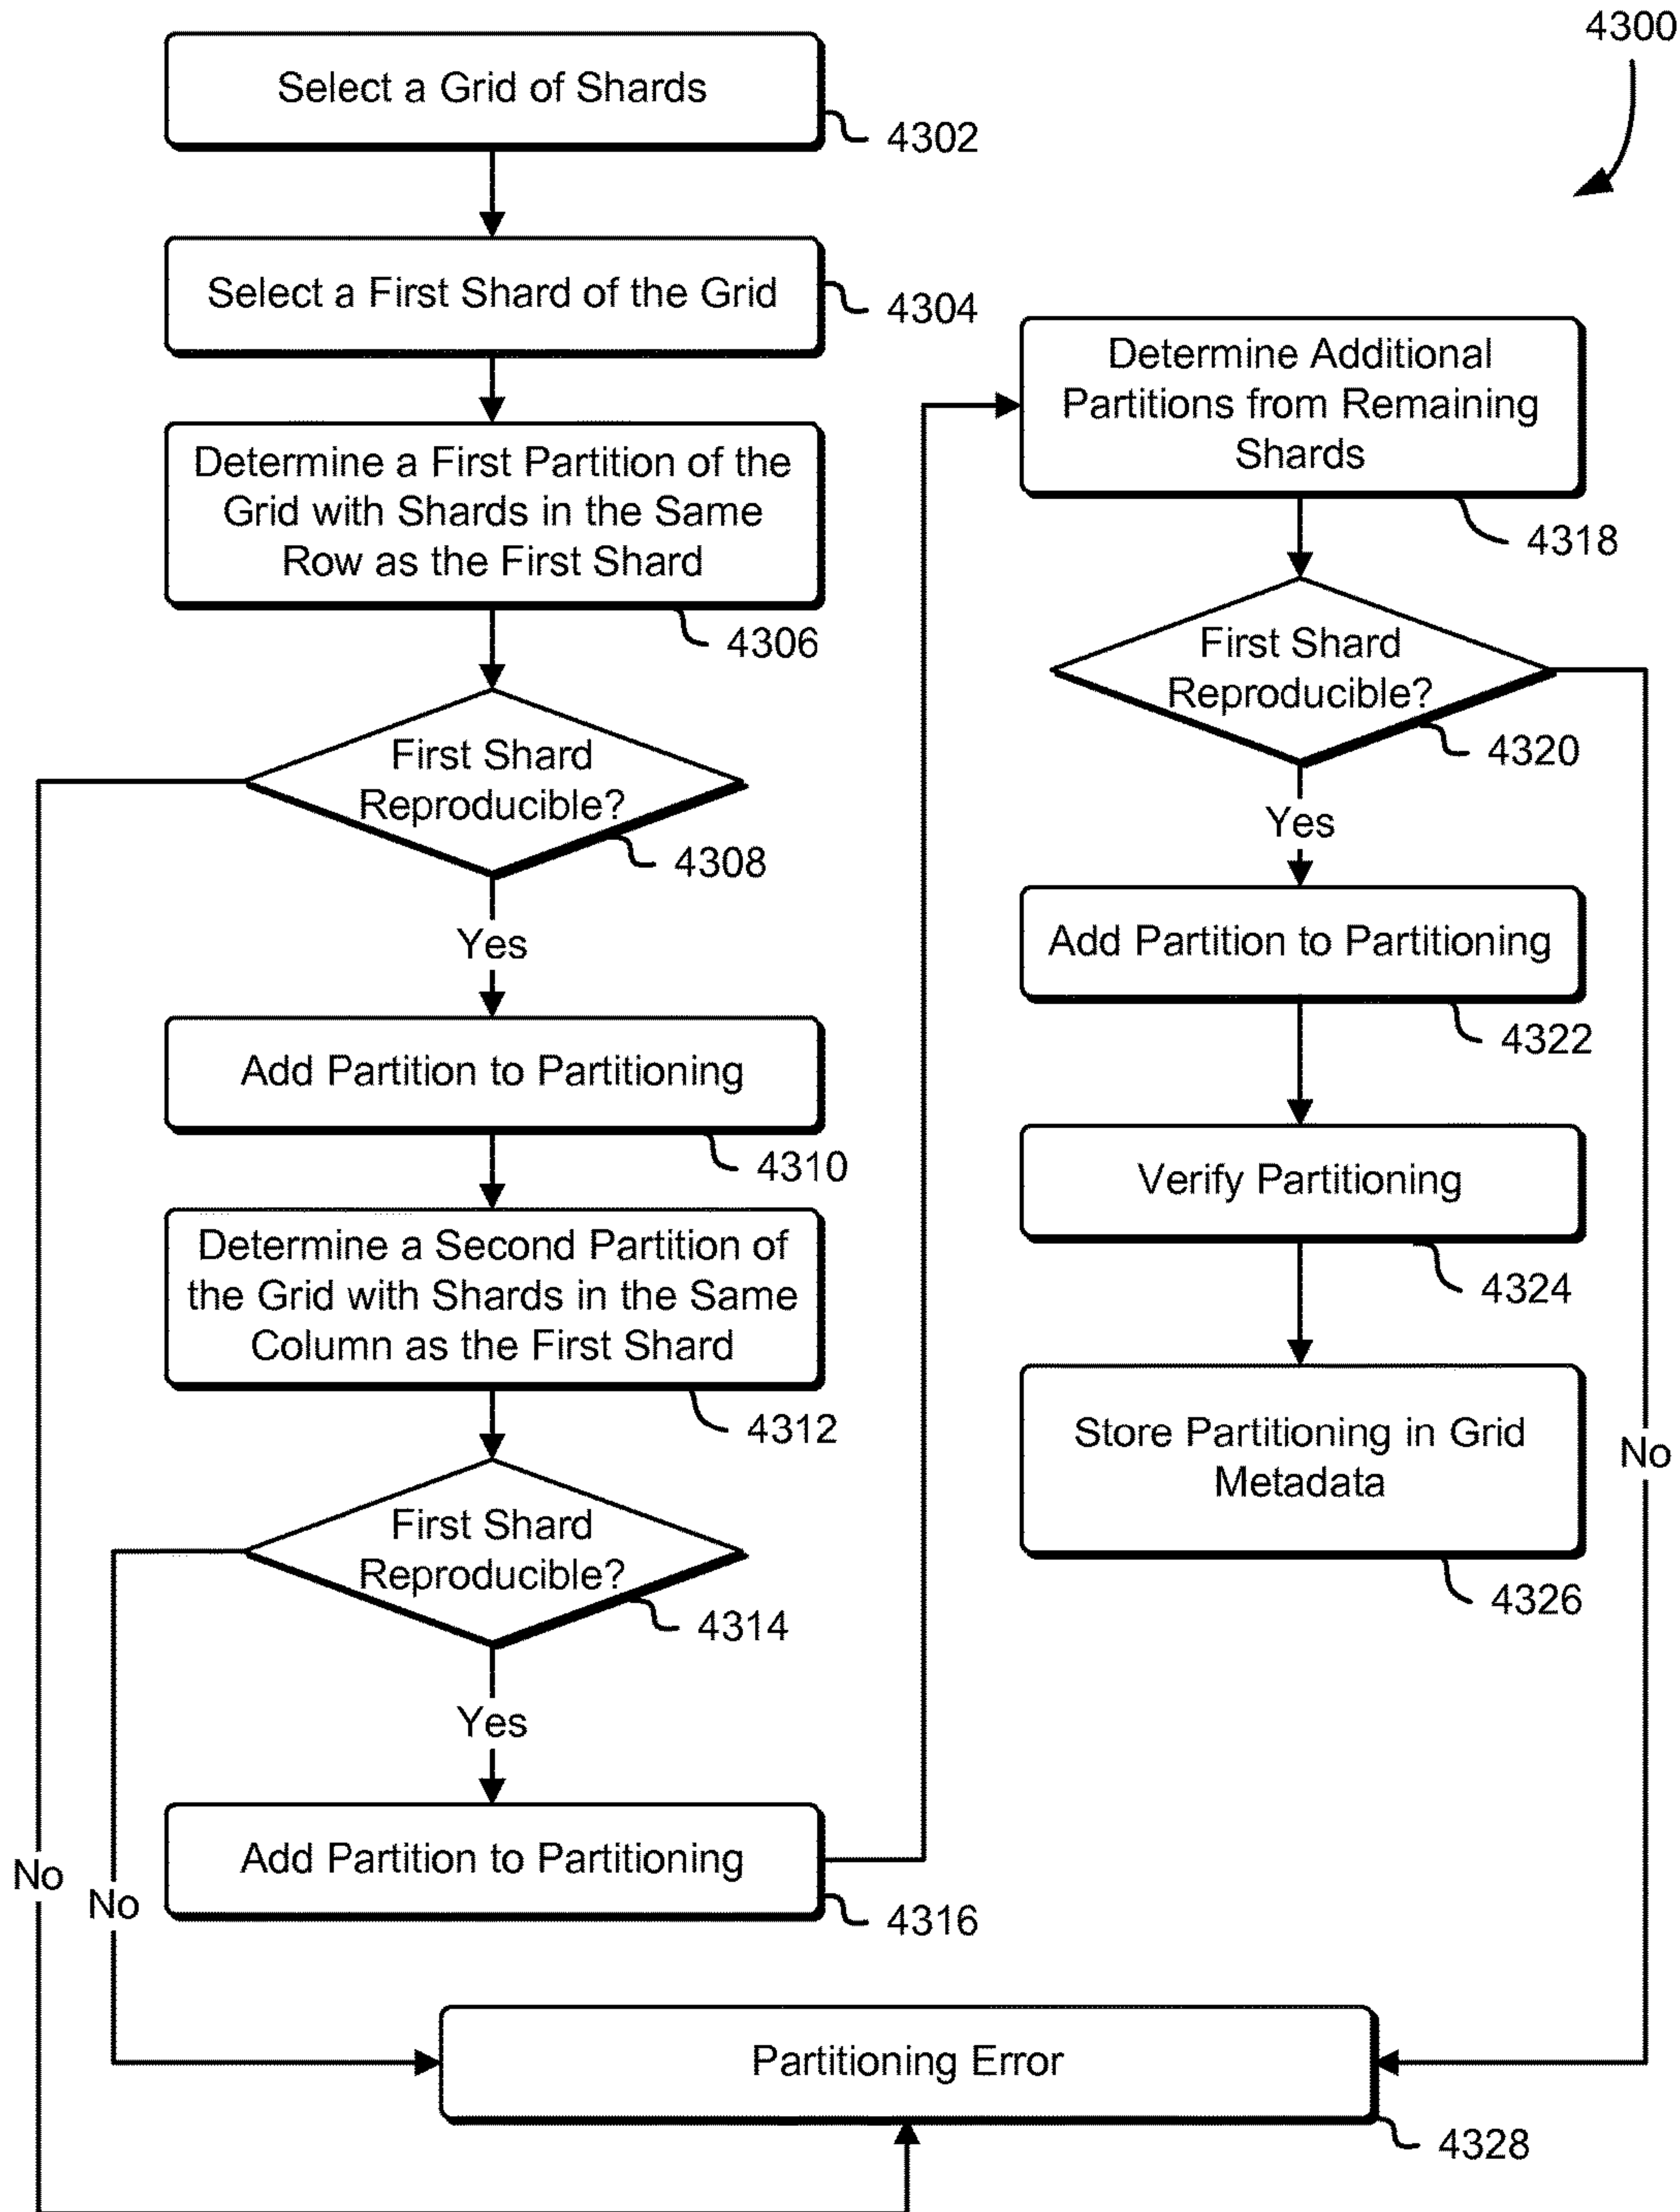 4300
Select a Grid of Shards
4302
Select a First Shard of the Grid
4304
Determine a First Partition of the
Grid with Shards in the Same
Row as the First Shard
4306
First Shard
Reproducible?
4308
Yes
Add Partition to Partitioning
4310
Determine a Second Partition of
the Grid with Shards in the Same
Column as the First Shard
4312
First Shard
Reproducible?
4314
Yes
Add Partition to Partitioning
4316
No
No
Determine Additional
Partitions from Remaining
Shards
4318
First Shard
Reproducible?
4320
Yes
Add Partition to Partitioning
4322
Verify Partitioning
4324
Store Partitioning in Grid
Metadata
4326
No
Partitioning Error
4328